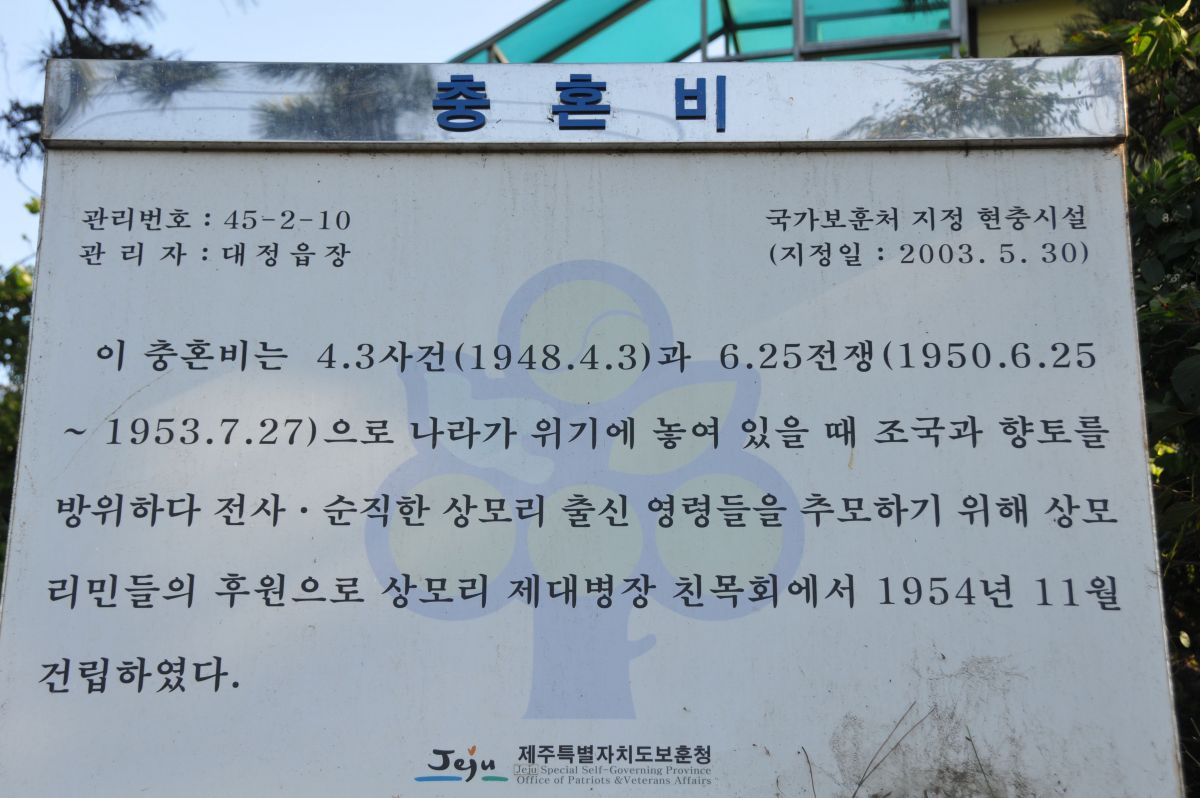 충 혼 비
관리번호 : 45-2-10
국가보훈처 지정 현충시설
관 리 자 : 대정읍장
(지정일 : 2003. 5. 30)
이 충혼비는 4.3사건(1948.4.3)과 6.25전쟁(1950.6.25
~ 1953.7.27)으로 나라가 위기에 놓여 있을 때 조국과 향토를
방위하다 전사·순직한 상모리 출신 영령들을 추모하기 위해 상모
리민들의 후원으로 상모리 제대병장 친목회에서 1954년 11월
건립하였다.
Jeju 제주특별자치도보훈청
Jeju Special Self-Governing Province
Office of Patriots &Veterans Affairs